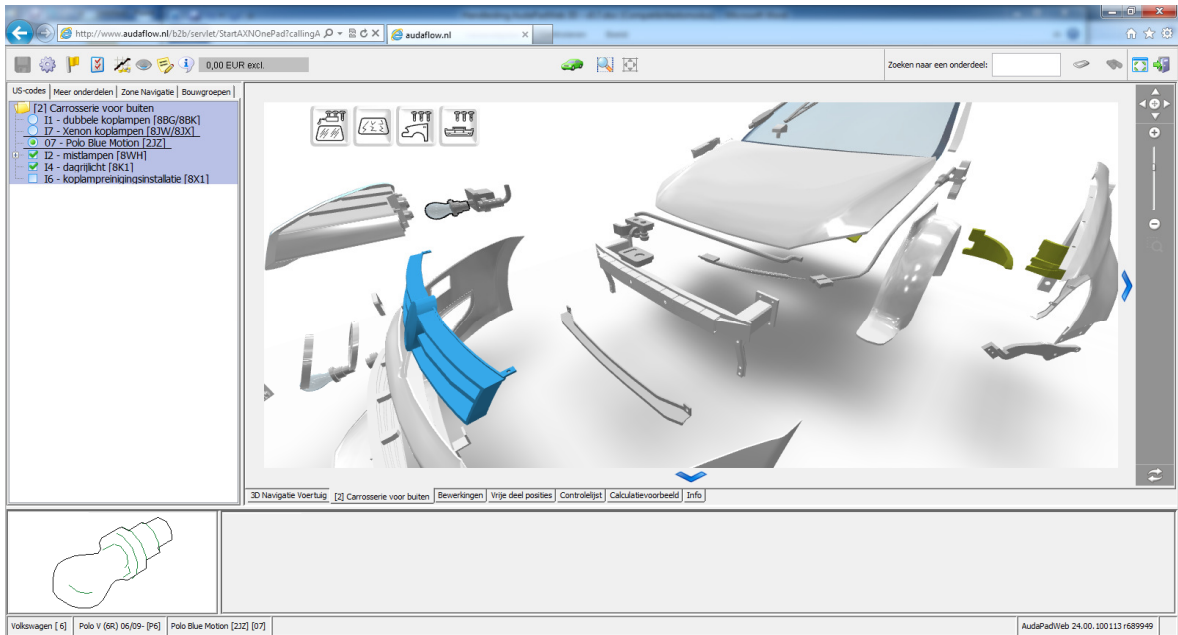 http://www.audaflow.nl/b2b/servlet/StartAXNOnePad?callingA
audaflow.nl
0,00 EUR excl.
Zoeken naar een onderdeel:
US-codes
Meer onderdelen
Zone Navigatie
Bouwgroepen
[2] Carrosserie voor buiten
I1 - dubbele koplampen [8BG/8BK]
I7 - Xenon koplampen [8JW/8JX]
07 - Polo Blue Motion [2JZ]
I2 - mistlampen [8WH]
I4 - dagrijlicht [8K1]
I6 - koplampreinigingsinstallatie [8X1]
3D Navigatie Voertuig
[2] Carrosserie voor buiten
Bewerkingen
Vrije deel posities
Controlelijst
Calculatievoorbeeld
Info
Volkswagen [ 6]
Polo V (6R) 06/09- [P6]
Polo Blue Motion [2JZ] [07]
AudaPadWeb 24.00.100113 r689949